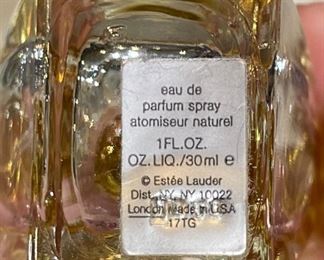 eau de
parfum spray
atomiseur naturel
1FL.OZ.
OZ.LIQ./30ml e
© Estée Lauder
Dist. NY, NY 10022
London Made in U.S.A
17TG